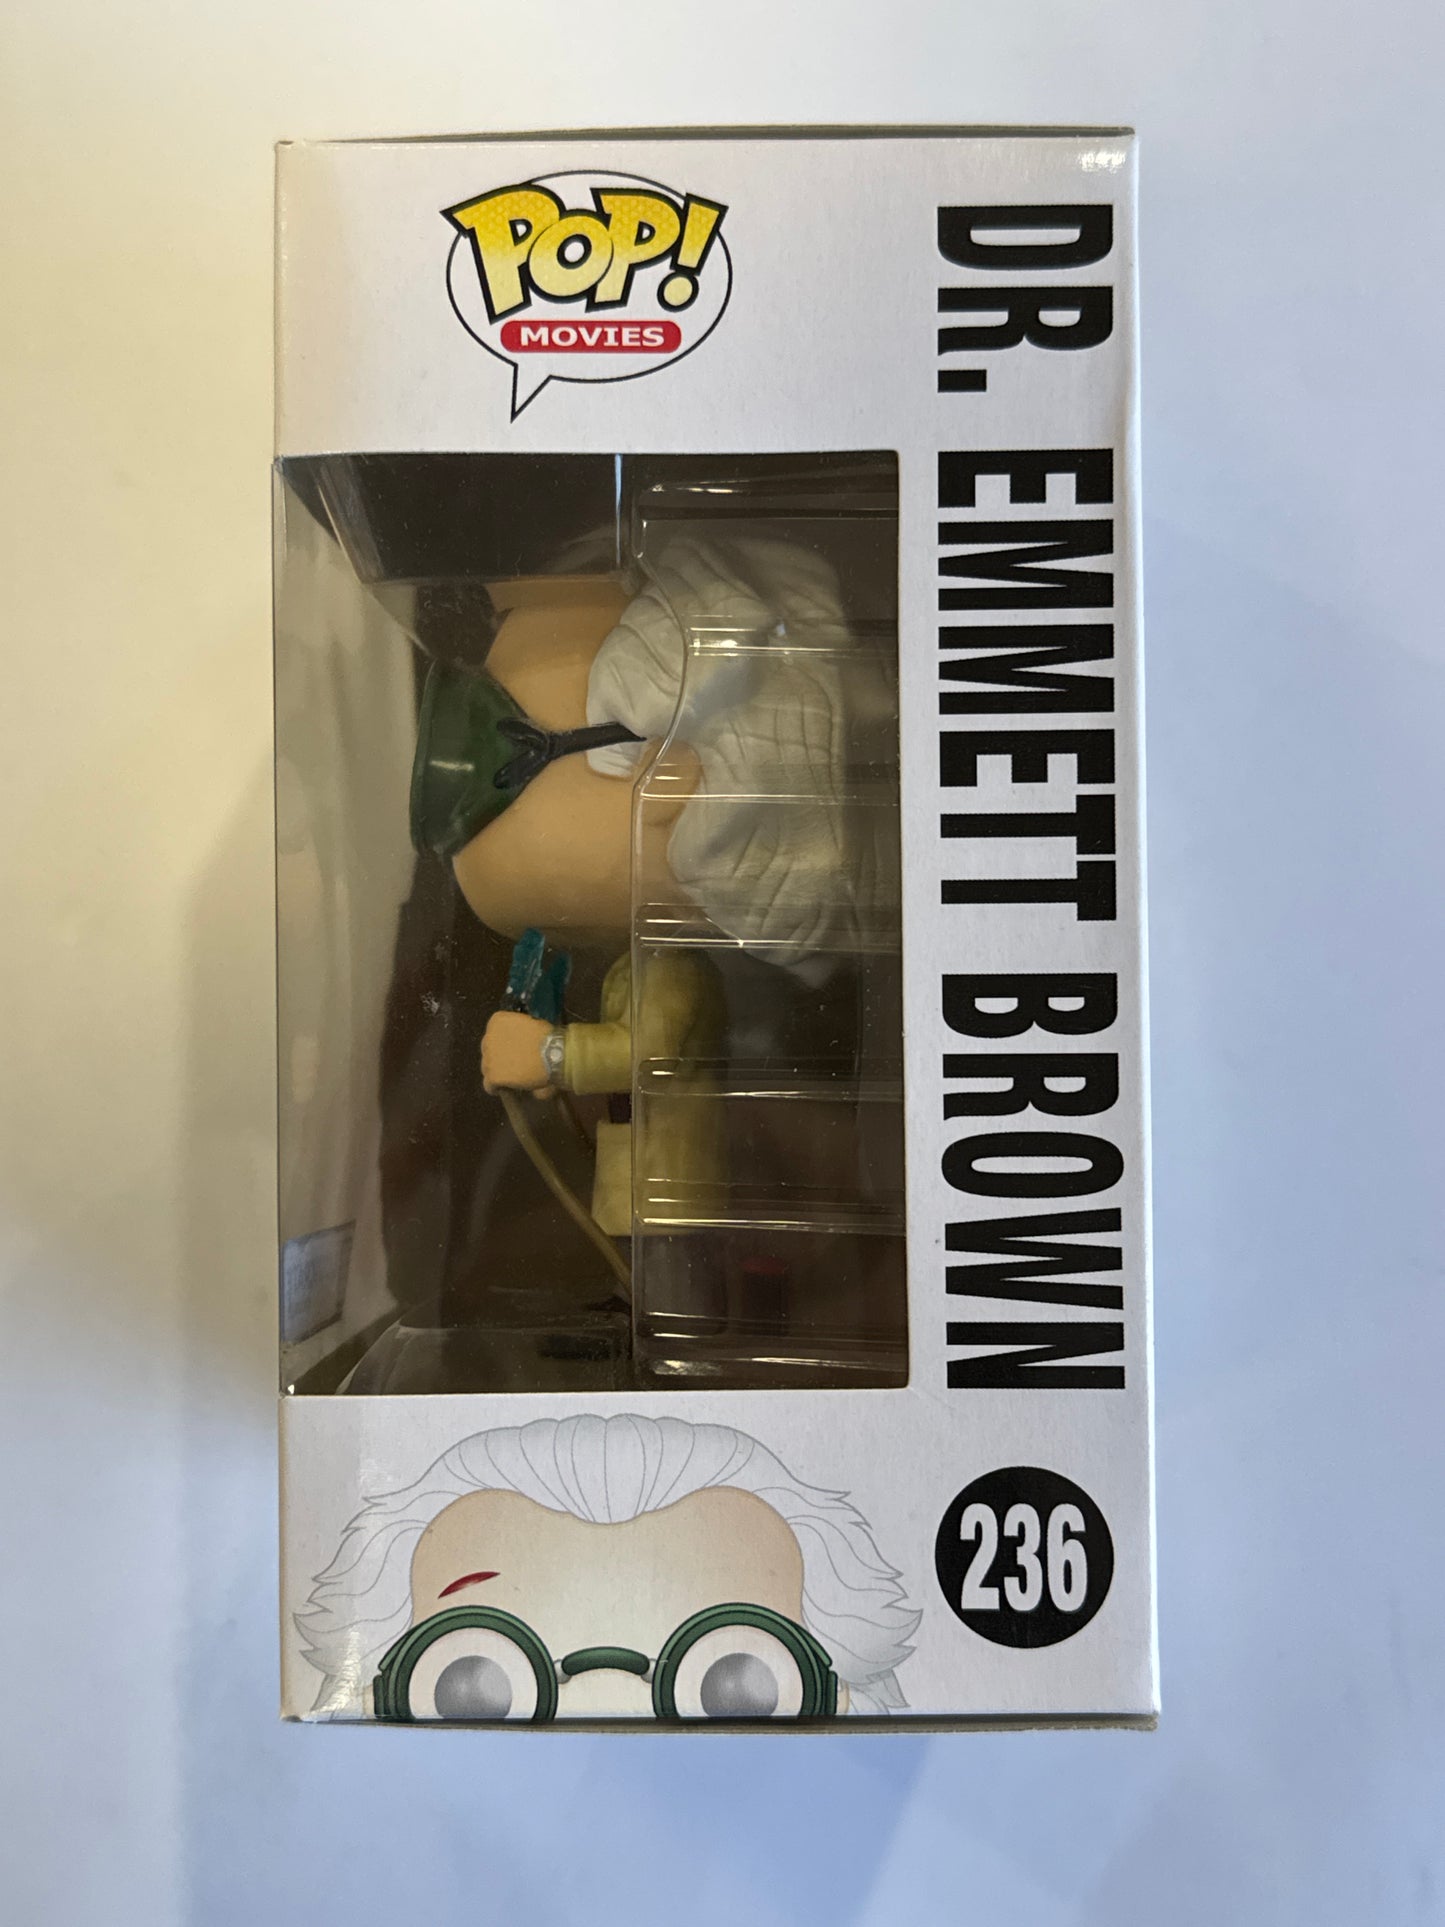 POP!
MOVIES
DR. EMMETT BROWN
236